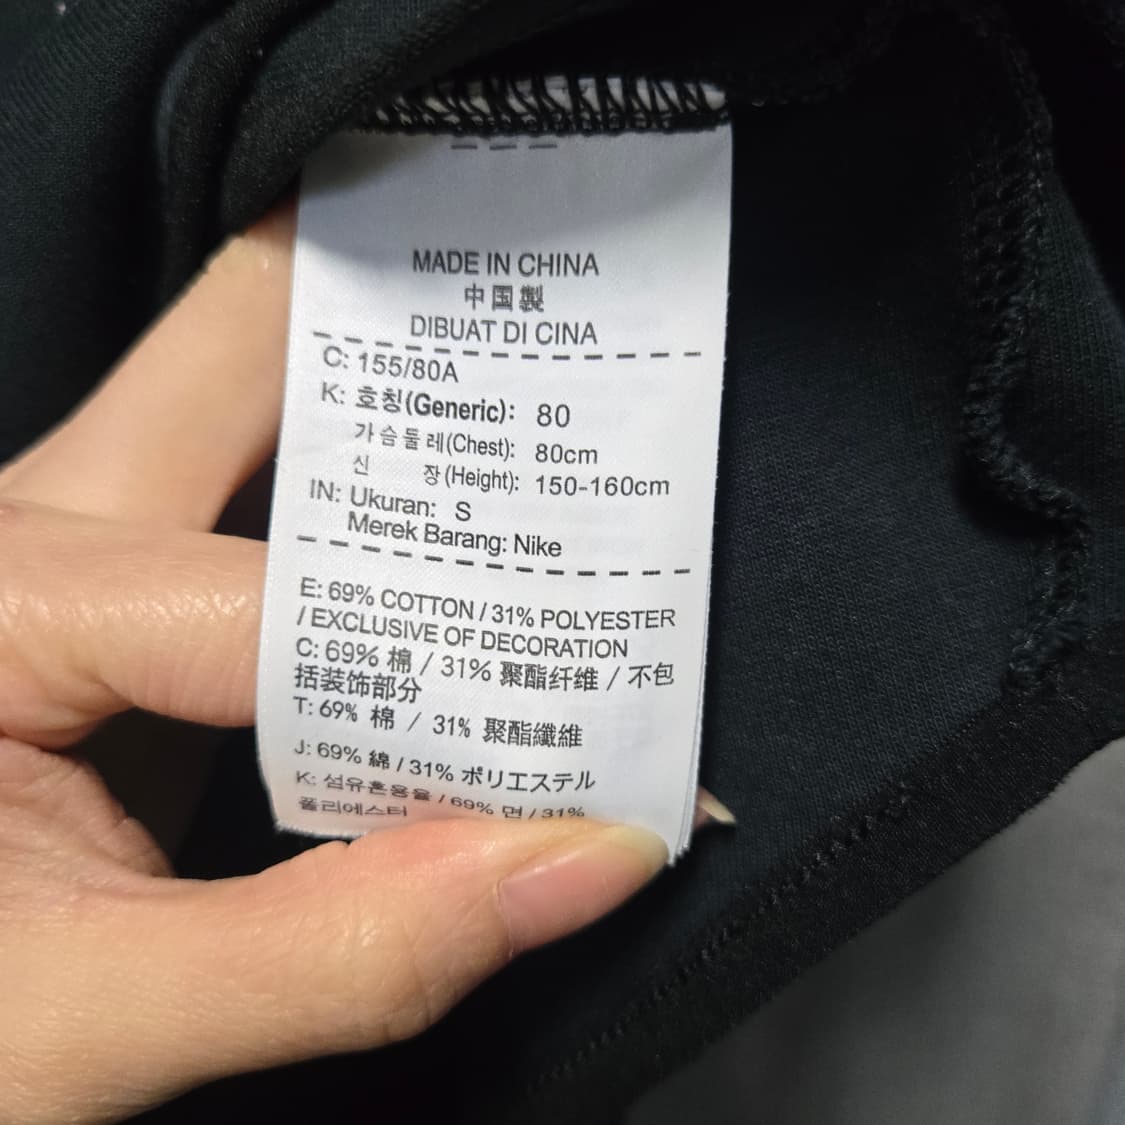 MADE IN CHINA
中国製
DIBUAT DI CINA
C: 155/80A
K: 호칭(Generic): 80
가슴둘레(Chest): 80cm
신 장(Height): 150-160cm
IN: Ukuran: S
Merek Barang: Nike
E: 69% COTTON / 31% POLYESTER
/ EXCLUSIVE OF DECORATION
C: 69% 棉 / 31% 聚酯纤维 / 不包
括装饰部分
T: 69% 棉 / 31% 聚酯纖維
J: 69% 綿 / 31% ポリエステル
K: 섬유혼용율 / 69% 면 / 31%
폴리에스터